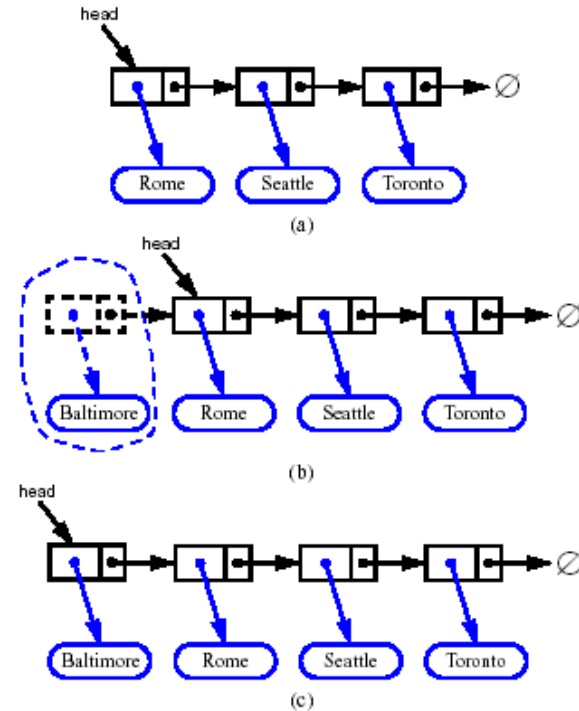 head
∅
Rome Seattle Toronto
(a)
head
∅
Baltimore Rome Seattle Toronto
(b)
head
∅
Baltimore Rome Seattle Toronto
(c)